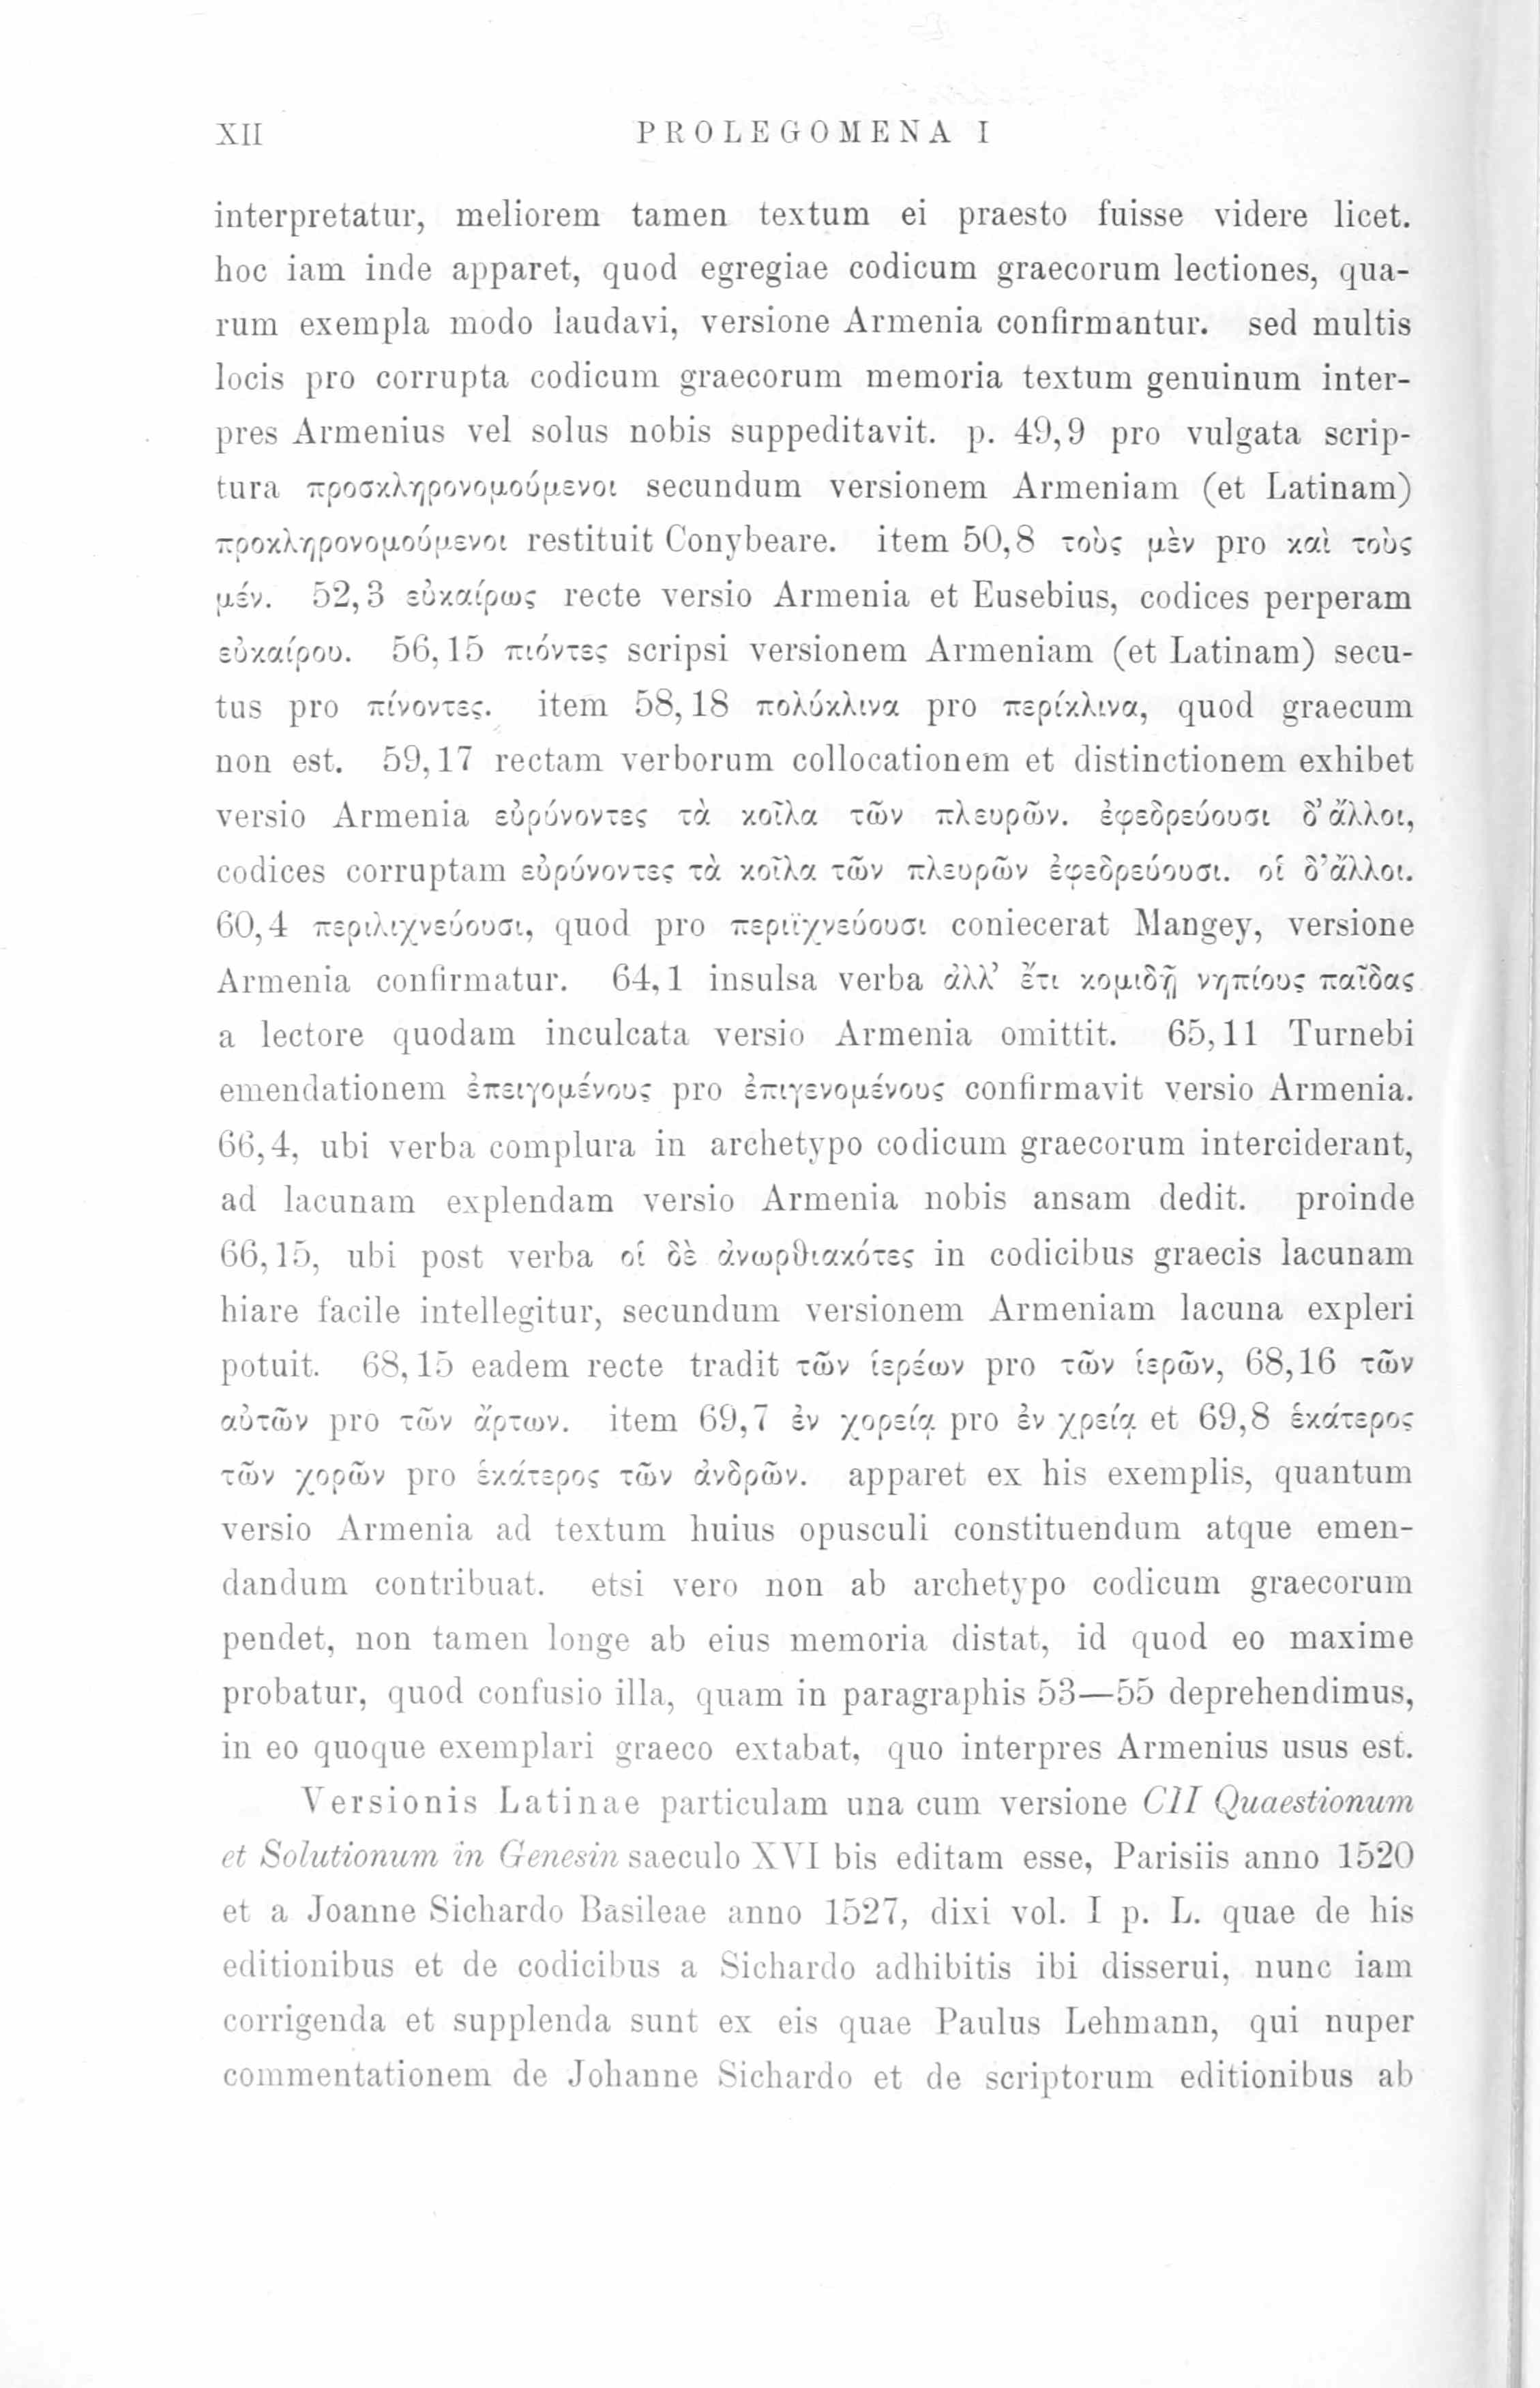 XII PROLEGOMENA I
interpretatur, meliorem tamen textum ei praesto fuisse videre licet.
hoc iam inde apparet, quod egregiae codicum graecorum lectiones, qua-
rum exempla modo laudavi, versione Armenia confirmantur. sed multis
locis pro corrupta codicum graecorum memoria textum genuinum inter-
pres Armenius vel solus nobis suppeditavit. p. 49,9 pro vulgata scrip-
tura προσκληρονομούμενοι secundum versionem Armeniam (et Latinam)
προκληρονομούμενοι restituit Conybeare. item 50,8 τοὺς μὲν pro καὶ τοὺς
μέν. 52,3 εὐκαίρως recte versio Armenia et Eusebius, codices perperam
εὐκαίρου. 56,15 πιόντες scripsi versionem Armeniam (et Latinam) secu-
tus pro πίνοντες. item 58,18 πολύκλινα pro περίκλινα, quod graecum
non est. 59,17 rectam verborum collocationem et distinctionem exhibet
versio Armenia εὐρύνοντες τὰ κοῖλα τῶν πλευρῶν. ἐφεδρεύουσι δ' ἄλλοι,
codices corruptam εὐρύνοντες τὰ κοῖλα τῶν πλευρῶν ἐφεδρεύουσι. οἱ δ' ἄλλοι.
60,4 περιλιχνεύουσι, quod pro περιϊχνεύουσι coniecerat Mangey, versione
Armenia confirmatur. 64,1 insulsa verba ἀλλ' ἔτι κομιδῇ νηπίους παῖδας
a lectore quodam inculcata versio Armenia omittit. 65,11 Turnebi
emendationem ἐπειγομένους pro ἐπιγενομένους confirmavit versio Armenia.
66,4, ubi verba complura in archetypo codicum graecorum interciderant,
ad lacunam explendam versio Armenia nobis ansam dedit. proinde
66,15, ubi post verba οἱ δὲ ἀνωρθιακότες in codicibus graecis lacunam
hiare facile intellegitur, secundum versionem Armeniam lacuna expleri
potuit. 68,15 eadem recte tradit τῶν ἱερέων pro τῶν ἱερῶν, 68,16 τῶν
αὐτῶν pro τῶν ἄρτων. item 69,7 ἐν χορείᾳ pro ἐν χρείᾳ et 69,8 ἑκάτερος
τῶν χορῶν pro ἑκάτερος τῶν ἀνδρῶν. apparet ex his exemplis, quantum
versio Armenia ad textum huius opusculi constituendum atque emen-
dandum contribuat. etsi vero non ab archetypo codicum graecorum
pendet, non tamen longe ab eius memoria distat, id quod eo maxime
probatur, quod confusio illa, quam in paragraphis 53—55 deprehendimus,
in eo quoque exemplari graeco extabat, quo interpres Armenius usus est.
Versionis Latinae particulam una cum versione CII Quaestionum
et Solutionum in Genesin saeculo XVI bis editam esse, Parisiis anno 1520
et a Joanne Sichardo Basileae anno 1527, dixi vol. I p. L. quae de his
editionibus et de codicibus a Sichardo adhibitis ibi disserui, nunc iam
corrigenda et supplenda sunt ex eis quae Paulus Lehmann, qui nuper
commentationem de Johanne Sichardo et de scriptorum editionibus ab